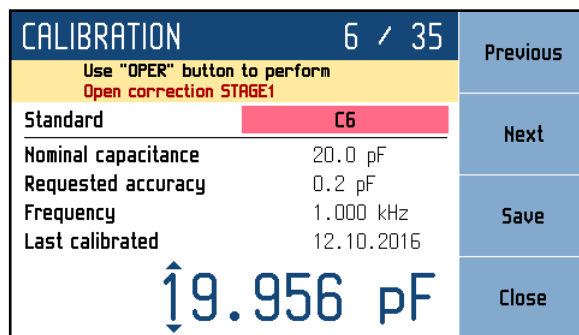 CALIBRATION 6 / 35
Use "OPER" button to perform
Open correction STAGE1
Standard C6
Nominal capacitance 20.0 pF
Requested accuracy 0.2 pF
Frequency 1.000 kHz
Last calibrated 12.10.2016
19.956 pF
Previous
Next
Save
Close